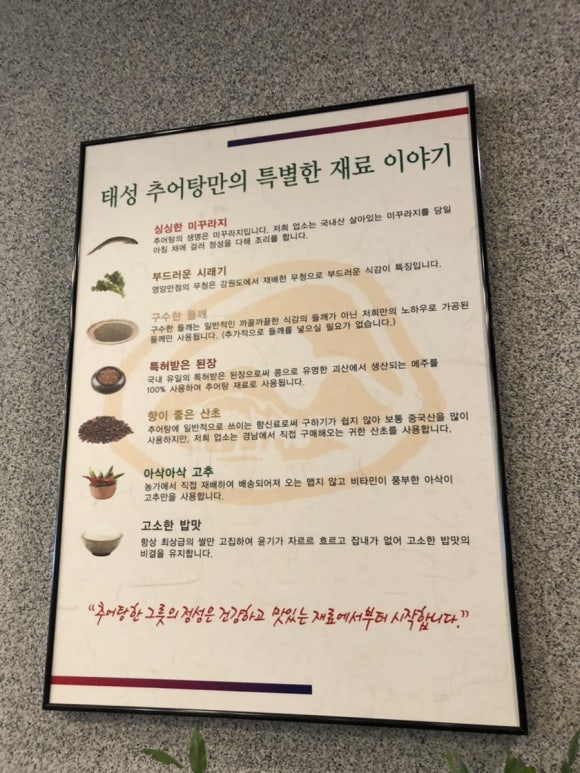 태성 추어탕만의 특별한 재료 이야기
싱싱한 미꾸라지
추어탕의 생명은 미꾸라지입니다. 저희 업소는 국내산 살아있는 미꾸라지를 당일
아침 채에 걸러 정성을 다해 조리를 합니다.
부드러운 시래기
영양만점의 무청은 강원도에서 재배한 무청으로 부드러운 식감이 특징입니다.
구수한 들깨
구수한 들깨는 일반적인 까끌까끌한 식감의 들깨가 아닌 저희만의 노하우로 가공된
들깨만 사용됩니다. (추가적으로 들깨를 넣으실 필요가 없습니다.)
특허받은 된장
국내 유일의 특허받은 된장으로써 콩으로 유명한 괴산에서 생산되는 메주를
100% 사용하여 추어탕 재료로 사용됩니다.
향이 좋은 산초
추어탕에 일반적으로 쓰이는 향신료로써 구하기가 쉽지 않아 보통 중국산을 많이
사용하지만, 저희 업소는 경남에서 직접 구매해오는 귀한 산초를 사용합니다.
아삭아삭 고추
농가에서 직접 재배하여 배송되어져 오는 맵지 않고 비타민이 풍부한 아삭이
고추만을 사용합니다.
고소한 밥맛
항상 최상급의 쌀만 고집하여 윤기가 자르르 흐르고 잡내가 없어 고소한 밥맛의
비결을 유지합니다.
"추어탕한 그릇의 정성은 건강하고 맛있는 재료에서부터 시작합니다."